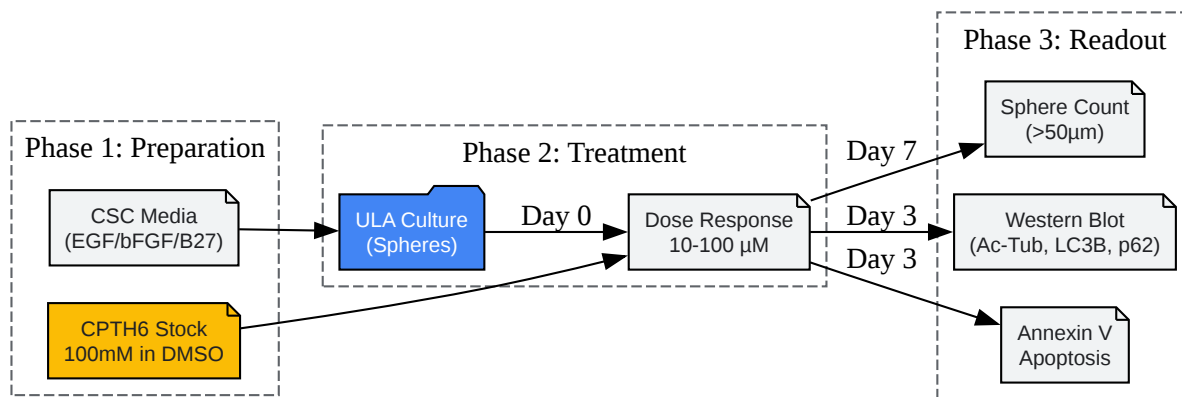 Phase 1: Preparation
CSC Media
(EGF/bFGF/B27)
CPTH6 Stock
100mM in DMSO
Phase 2: Treatment
ULA Culture
(Spheres)
Day 0
Dose Response
10-100 µM
Day 7
Day 3
Day 3
Phase 3: Readout
Sphere Count
(>50µm)
Western Blot
(Ac-Tub, LC3B, p62)
Annexin V
Apoptosis